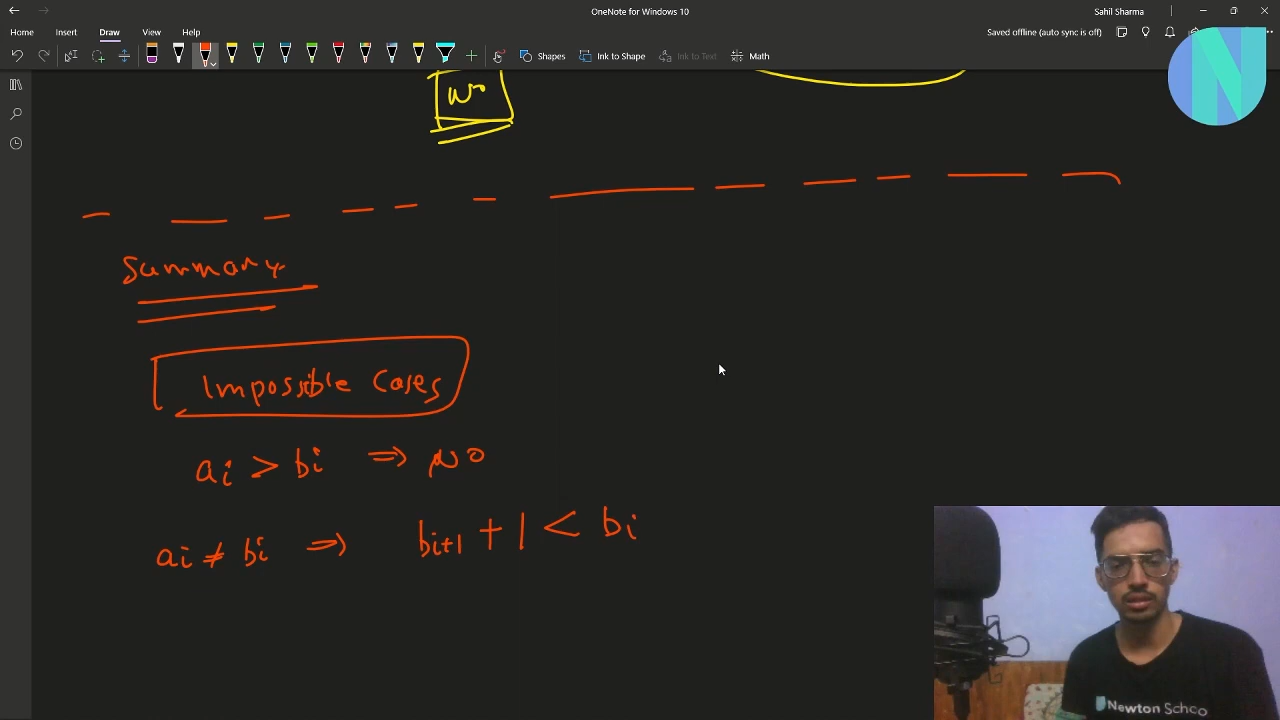 OneNote for Windows 10
Sahil Sharma
Home Insert Draw View Help
Saved offline (auto sync is off)
Shapes Ink to Shape Ink to Text Math
No
Summary
Impossible Cases
ai > bi ⇒ No
ai ≠ bi ⇒ bi+1 + 1 < bi
N
Newton Schoo